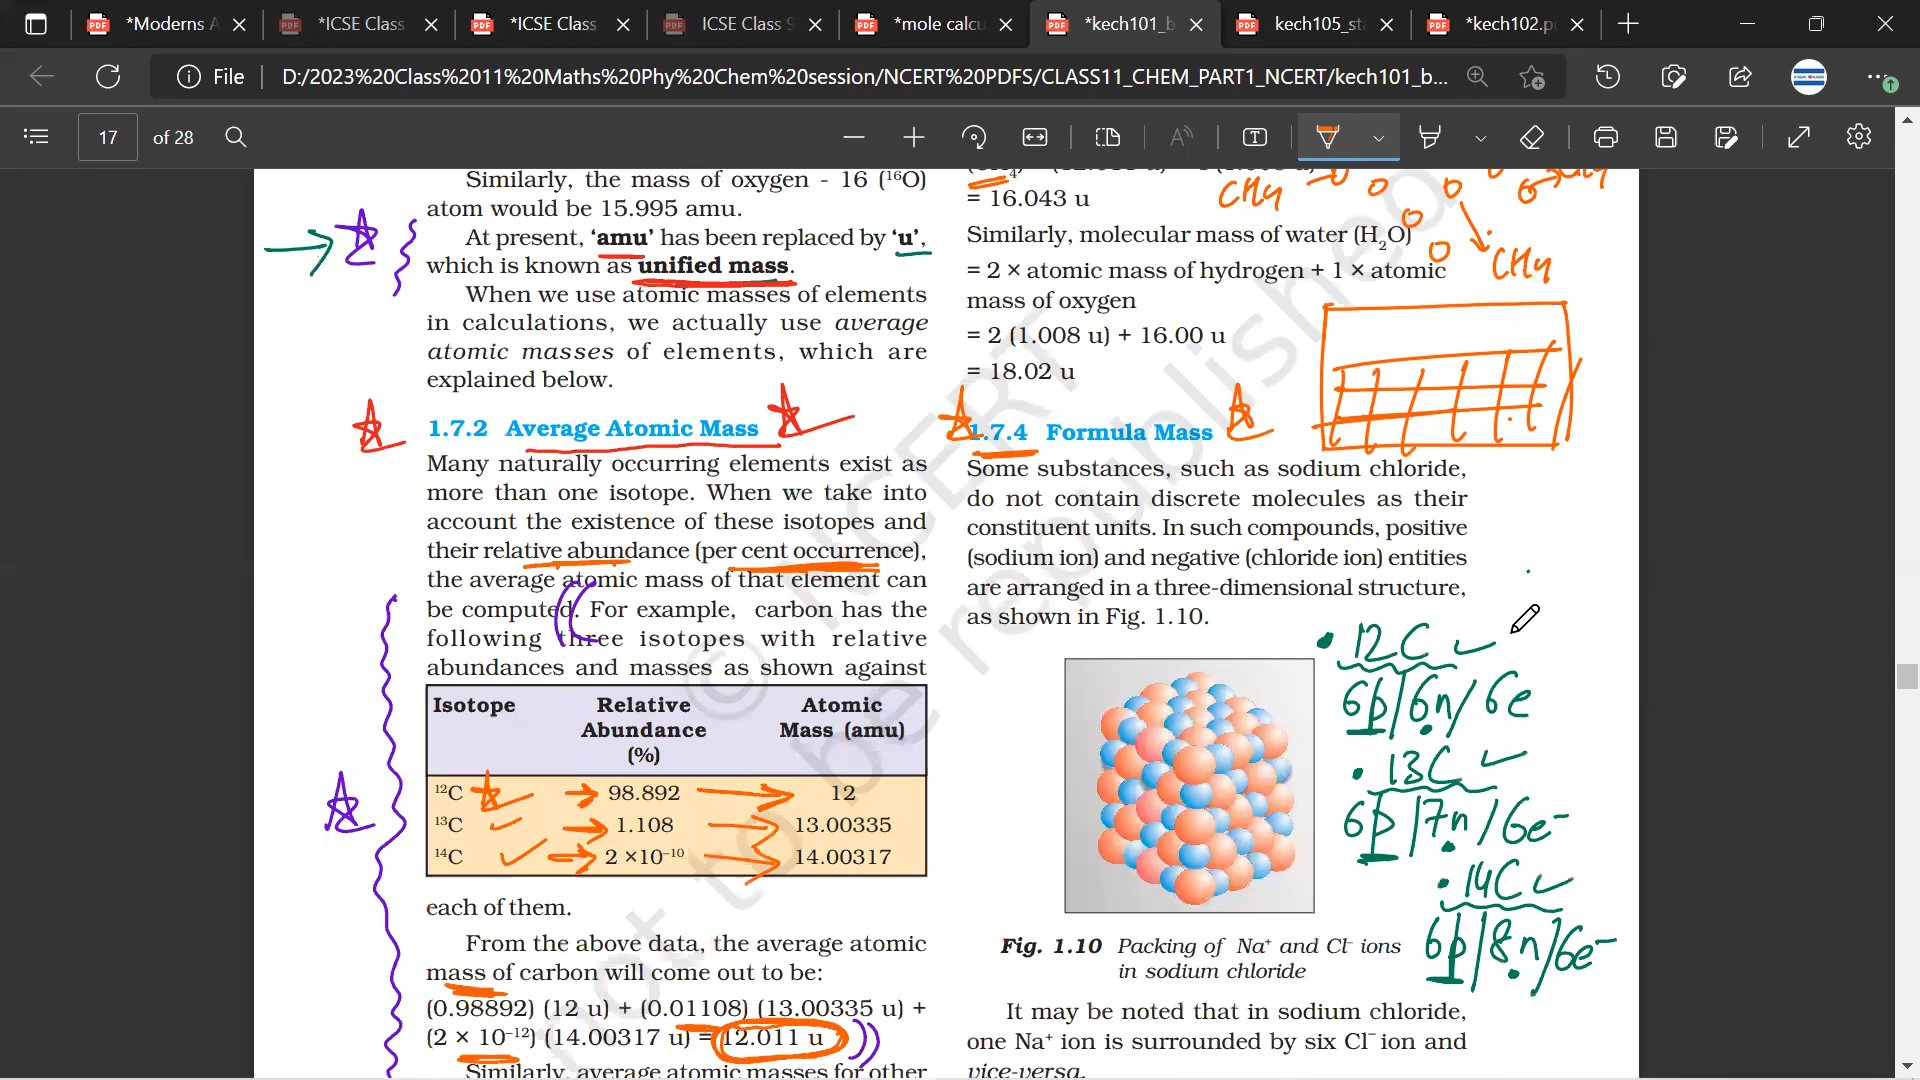 *Moderns A
*ICSE Class
*ICSE Class
ICSE Class 9
*mole calcu
*kech101_b
kech105_sta
*kech102.p
File
D:/2023%20Class%2011%20Maths%20Phy%20Chem%20session/NCERT%20PDFS/CLASS11_CHEM_PART1_NCERT/kech101_b...
17 of 28
Similarly, the mass of oxygen - 16 (¹⁶O)
atom would be 15.995 amu.
At present, ‘amu’ has been replaced by ‘u’,
which is known as unified mass.
When we use atomic masses of elements
in calculations, we actually use average
atomic masses of elements, which are
explained below.
1.7.2 Average Atomic Mass
Many naturally occurring elements exist as
more than one isotope. When we take into
account the existence of these isotopes and
their relative abundance (per cent occurrence),
the average atomic mass of that element can
be computed. For example, carbon has the
following three isotopes with relative
abundances and masses as shown against
Isotope Relative Abundance (%) Atomic Mass (amu)
¹²C 98.892 12
¹³C 1.108 13.00335
¹⁴C 2 ×10⁻¹⁰ 14.00317
each of them.
From the above data, the average atomic
mass of carbon will come out to be:
(0.98892) (12 u) + (0.01108) (13.00335 u) +
(2 × 10⁻¹²) (14.00317 u) = 12.011 u
Similarly, average atomic masses for other
= 16.043 u
CH4
Similarly, molecular mass of water (H₂O)
CH4
= 2 × atomic mass of hydrogen + 1 × atomic
mass of oxygen
= 2 (1.008 u) + 16.00 u
= 18.02 u
1.7.4 Formula Mass
Some substances, such as sodium chloride,
do not contain discrete molecules as their
constituent units. In such compounds, positive
(sodium ion) and negative (chloride ion) entities
are arranged in a three-dimensional structure,
as shown in Fig. 1.10.
12C
6p/6n/6e
13C
6p/7n/6e-
14C
6p/8n/6e-
Fig. 1.10 Packing of Na⁺ and Cl⁻ ions
in sodium chloride
It may be noted that in sodium chloride,
one Na⁺ ion is surrounded by six Cl⁻ ion and
vice-versa.
© NCERT
not to be republished